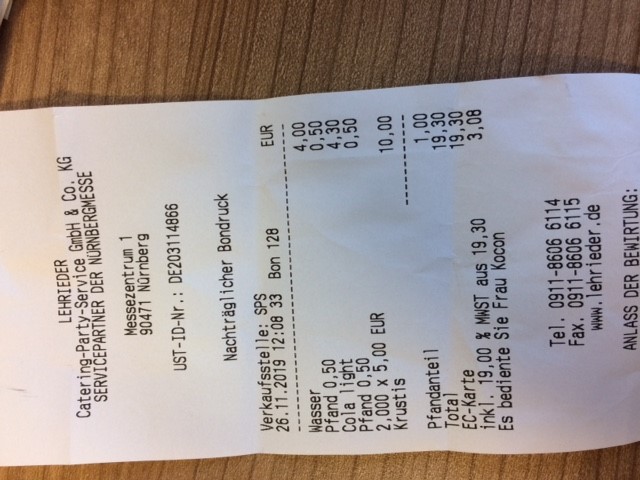 LEHRIEDER
Catering-Party-Service GmbH & Co. KG
SERVICEPARTNER DER NÜRNBERGMESSE
Messezentrum 1
90471 Nürnberg
UST-ID-Nr.: DE203114866
Nachträglicher Bondruck
Verkaufsstelle: SPS
26.11.2019 12:08 33 Bon 128 EUR
Wasser 4,00
Pfand 0,50 0,50
Cola light 4,30
Pfand 0,50 0,50
2,000 x 5,00 EUR
Krustis 10,00
Pfandanteil 1,00
Total 19,30
EC-Karte 19,30
inkl. 19,00 % MWST aus 19,30 3,08
Es bediente Sie Frau Kocon
Tel. 0911-8606 6114
Fax. 0911-8606 6115
www.lehrieder.de
ANLASS DER BEWIRTUNG: